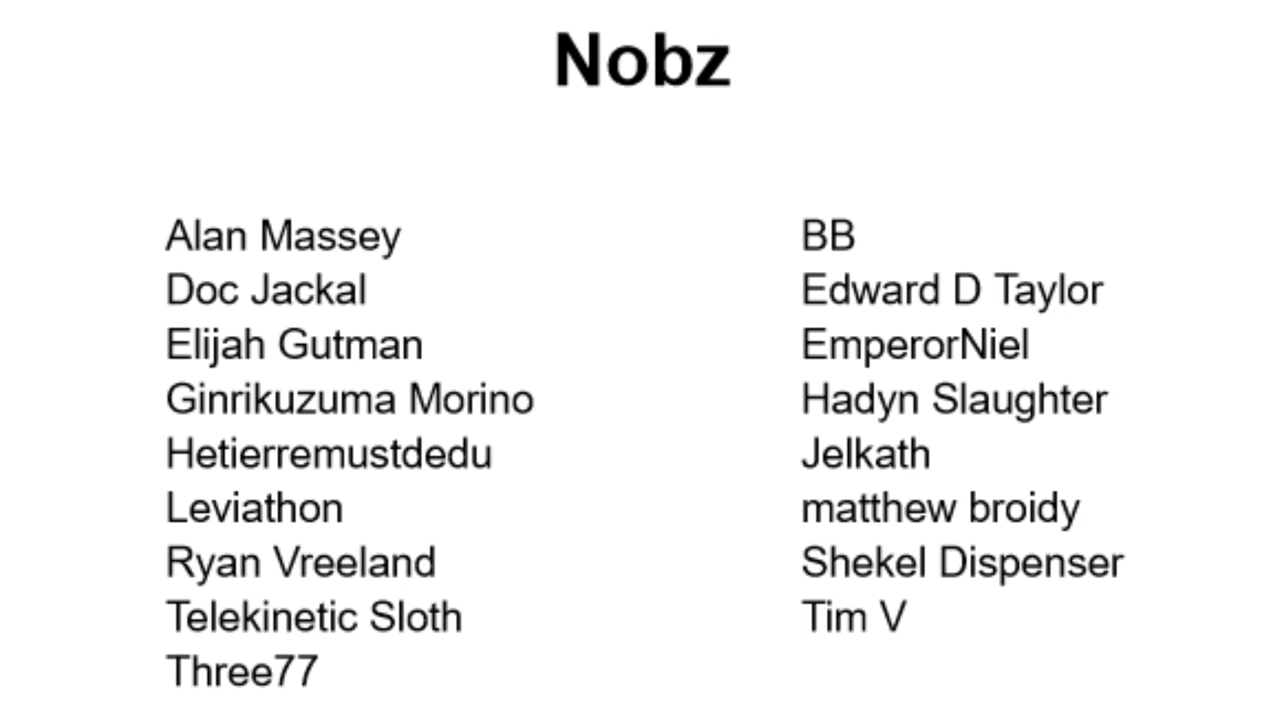 Nobz
Alan Massey
Doc Jackal
Elijah Gutman
Ginrikuzuma Morino
Hetierremustdedu
Leviathon
Ryan Vreeland
Telekinetic Sloth
Three77
BB
Edward D Taylor
EmperorNiel
Hadyn Slaughter
Jelkath
matthew broidy
Shekel Dispenser
Tim V